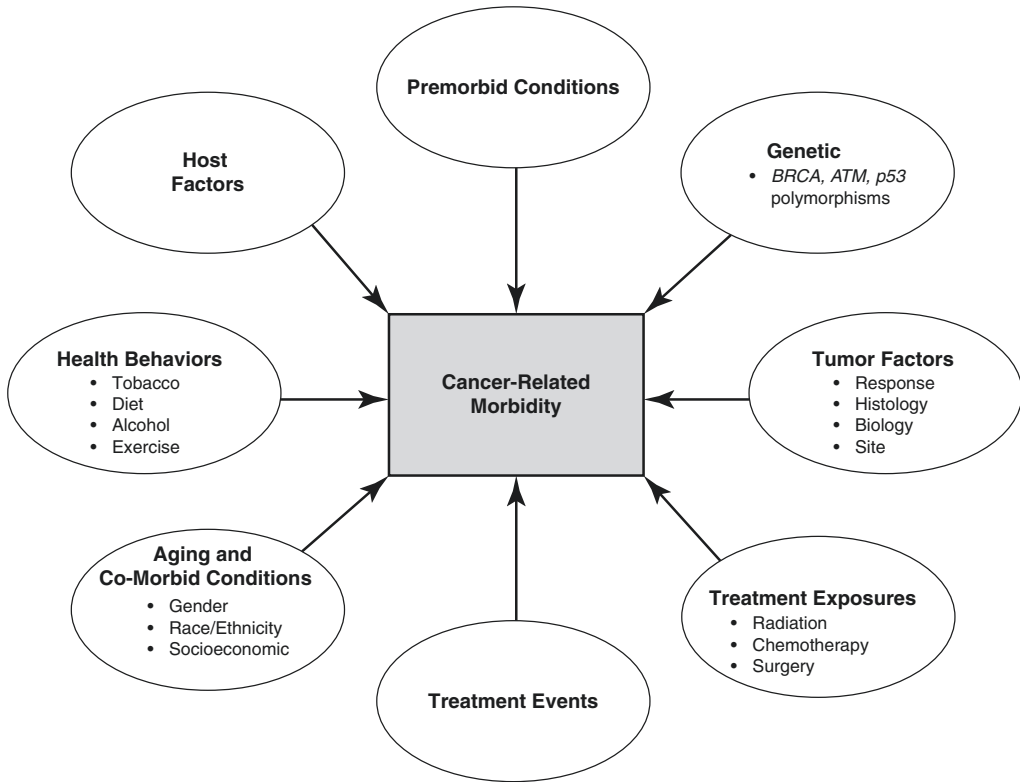 Premorbid Conditions
Host
Factors
Genetic
• BRCA, ATM, p53
polymorphisms
Health Behaviors
• Tobacco
• Diet
• Alcohol
• Exercise
Cancer-Related
Morbidity
Tumor Factors
• Response
• Histology
• Biology
• Site
Aging and
Co-Morbid Conditions
• Gender
• Race/Ethnicity
• Socioeconomic
Treatment Events
Treatment Exposures
• Radiation
• Chemotherapy
• Surgery